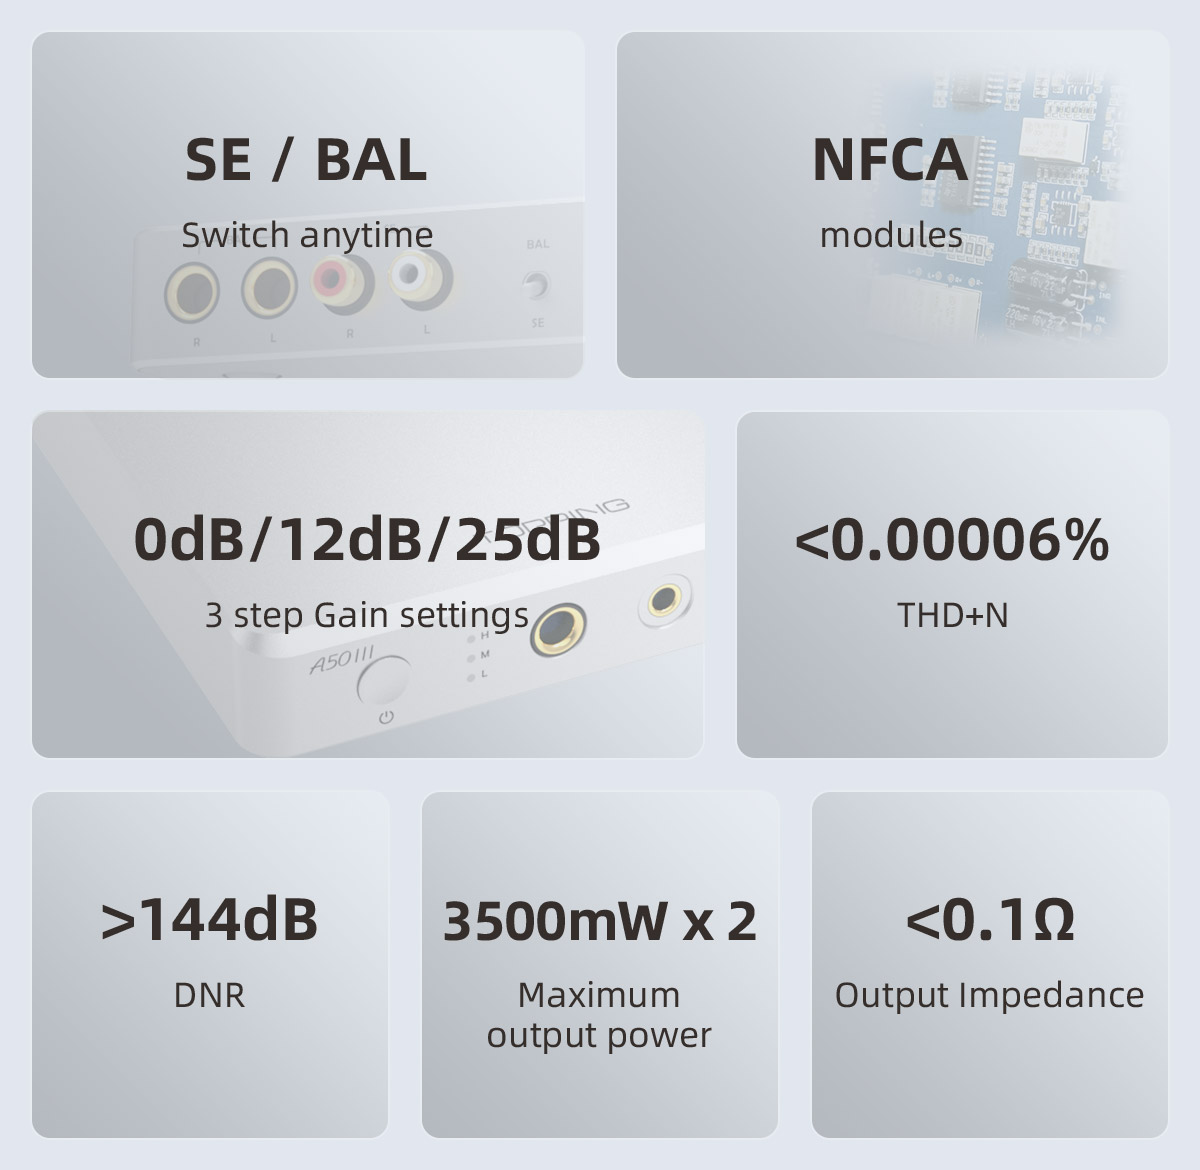 SE / BAL
Switch anytime
BAL
SE
R
L
R
L
NFCA
modules
0dB/12dB/25dB
3 step Gain settings
TOPPING
A50III
H
M
L
<0.00006%
THD+N
>144dB
DNR
3500mW x 2
Maximum
output power
<0.1Ω
Output Impedance